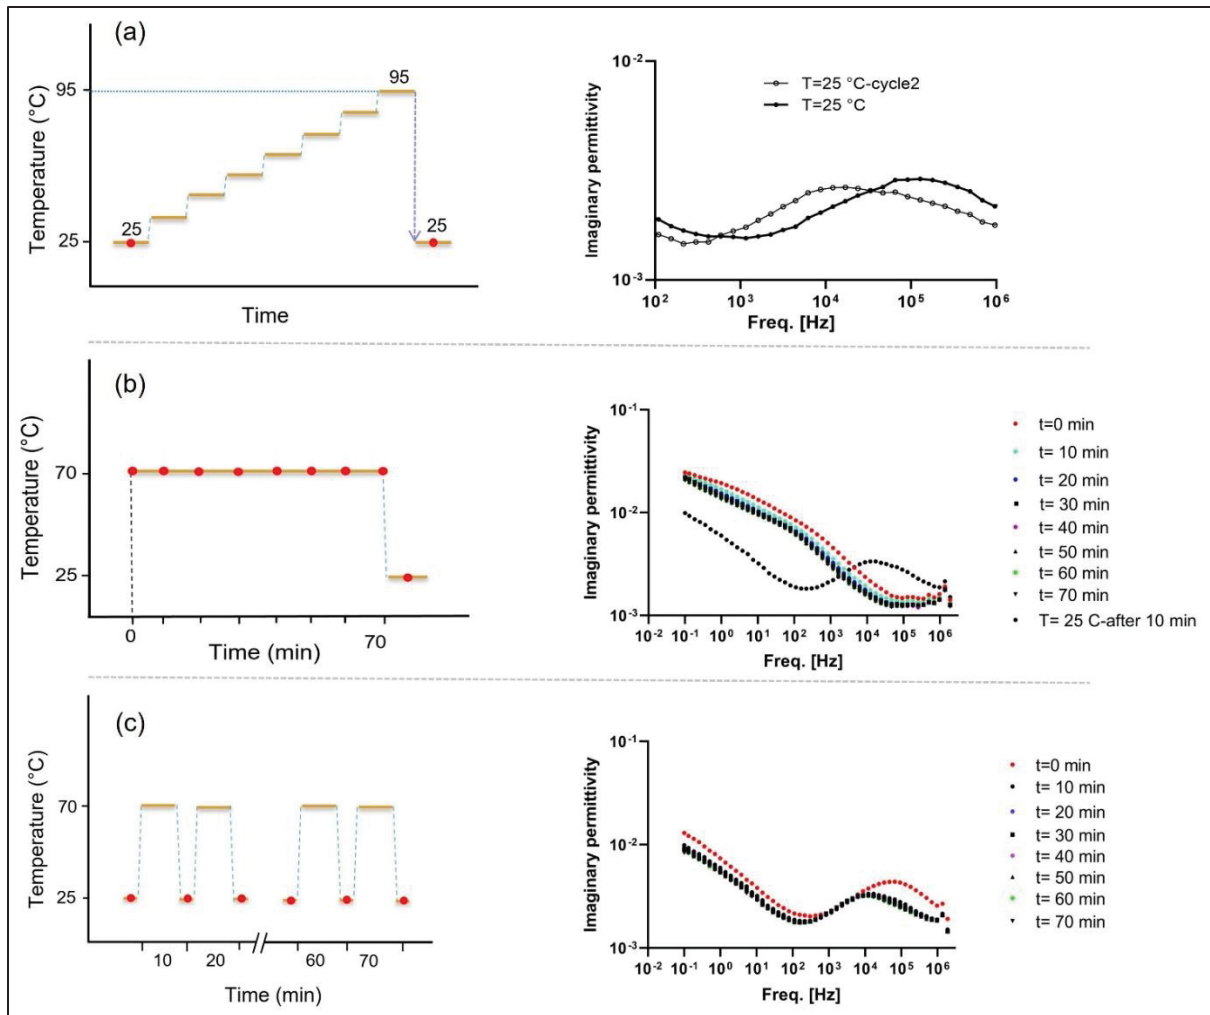 (a)
Temperature (°C)
95
25
95
25
25
Time
Imaginary permittivity
10-2
10-3
T=25 °C-cycle2
T=25 °C
102 103 104 105 106
Freq. [Hz]
(b)
Temperature (°C)
70
25
0 70
Time (min)
Imaginary permittivity
10-1
10-2
10-3
10-2 10-1 100 101 102 103 104 105 106
Freq. [Hz]
t=0 min
t= 10 min
t= 20 min
t= 30 min
t= 40 min
t= 50 min
t= 60 min
t= 70 min
T= 25 C-after 10 min
(c)
Temperature (°C)
70
25
10 20 60 70
Time (min)
Imaginary permittivity
10-1
10-2
10-3
10-2 10-1 100 101 102 103 104 105 106
Freq. [Hz]
t=0 min
t= 10 min
t= 20 min
t= 30 min
t= 40 min
t= 50 min
t= 60 min
t= 70 min